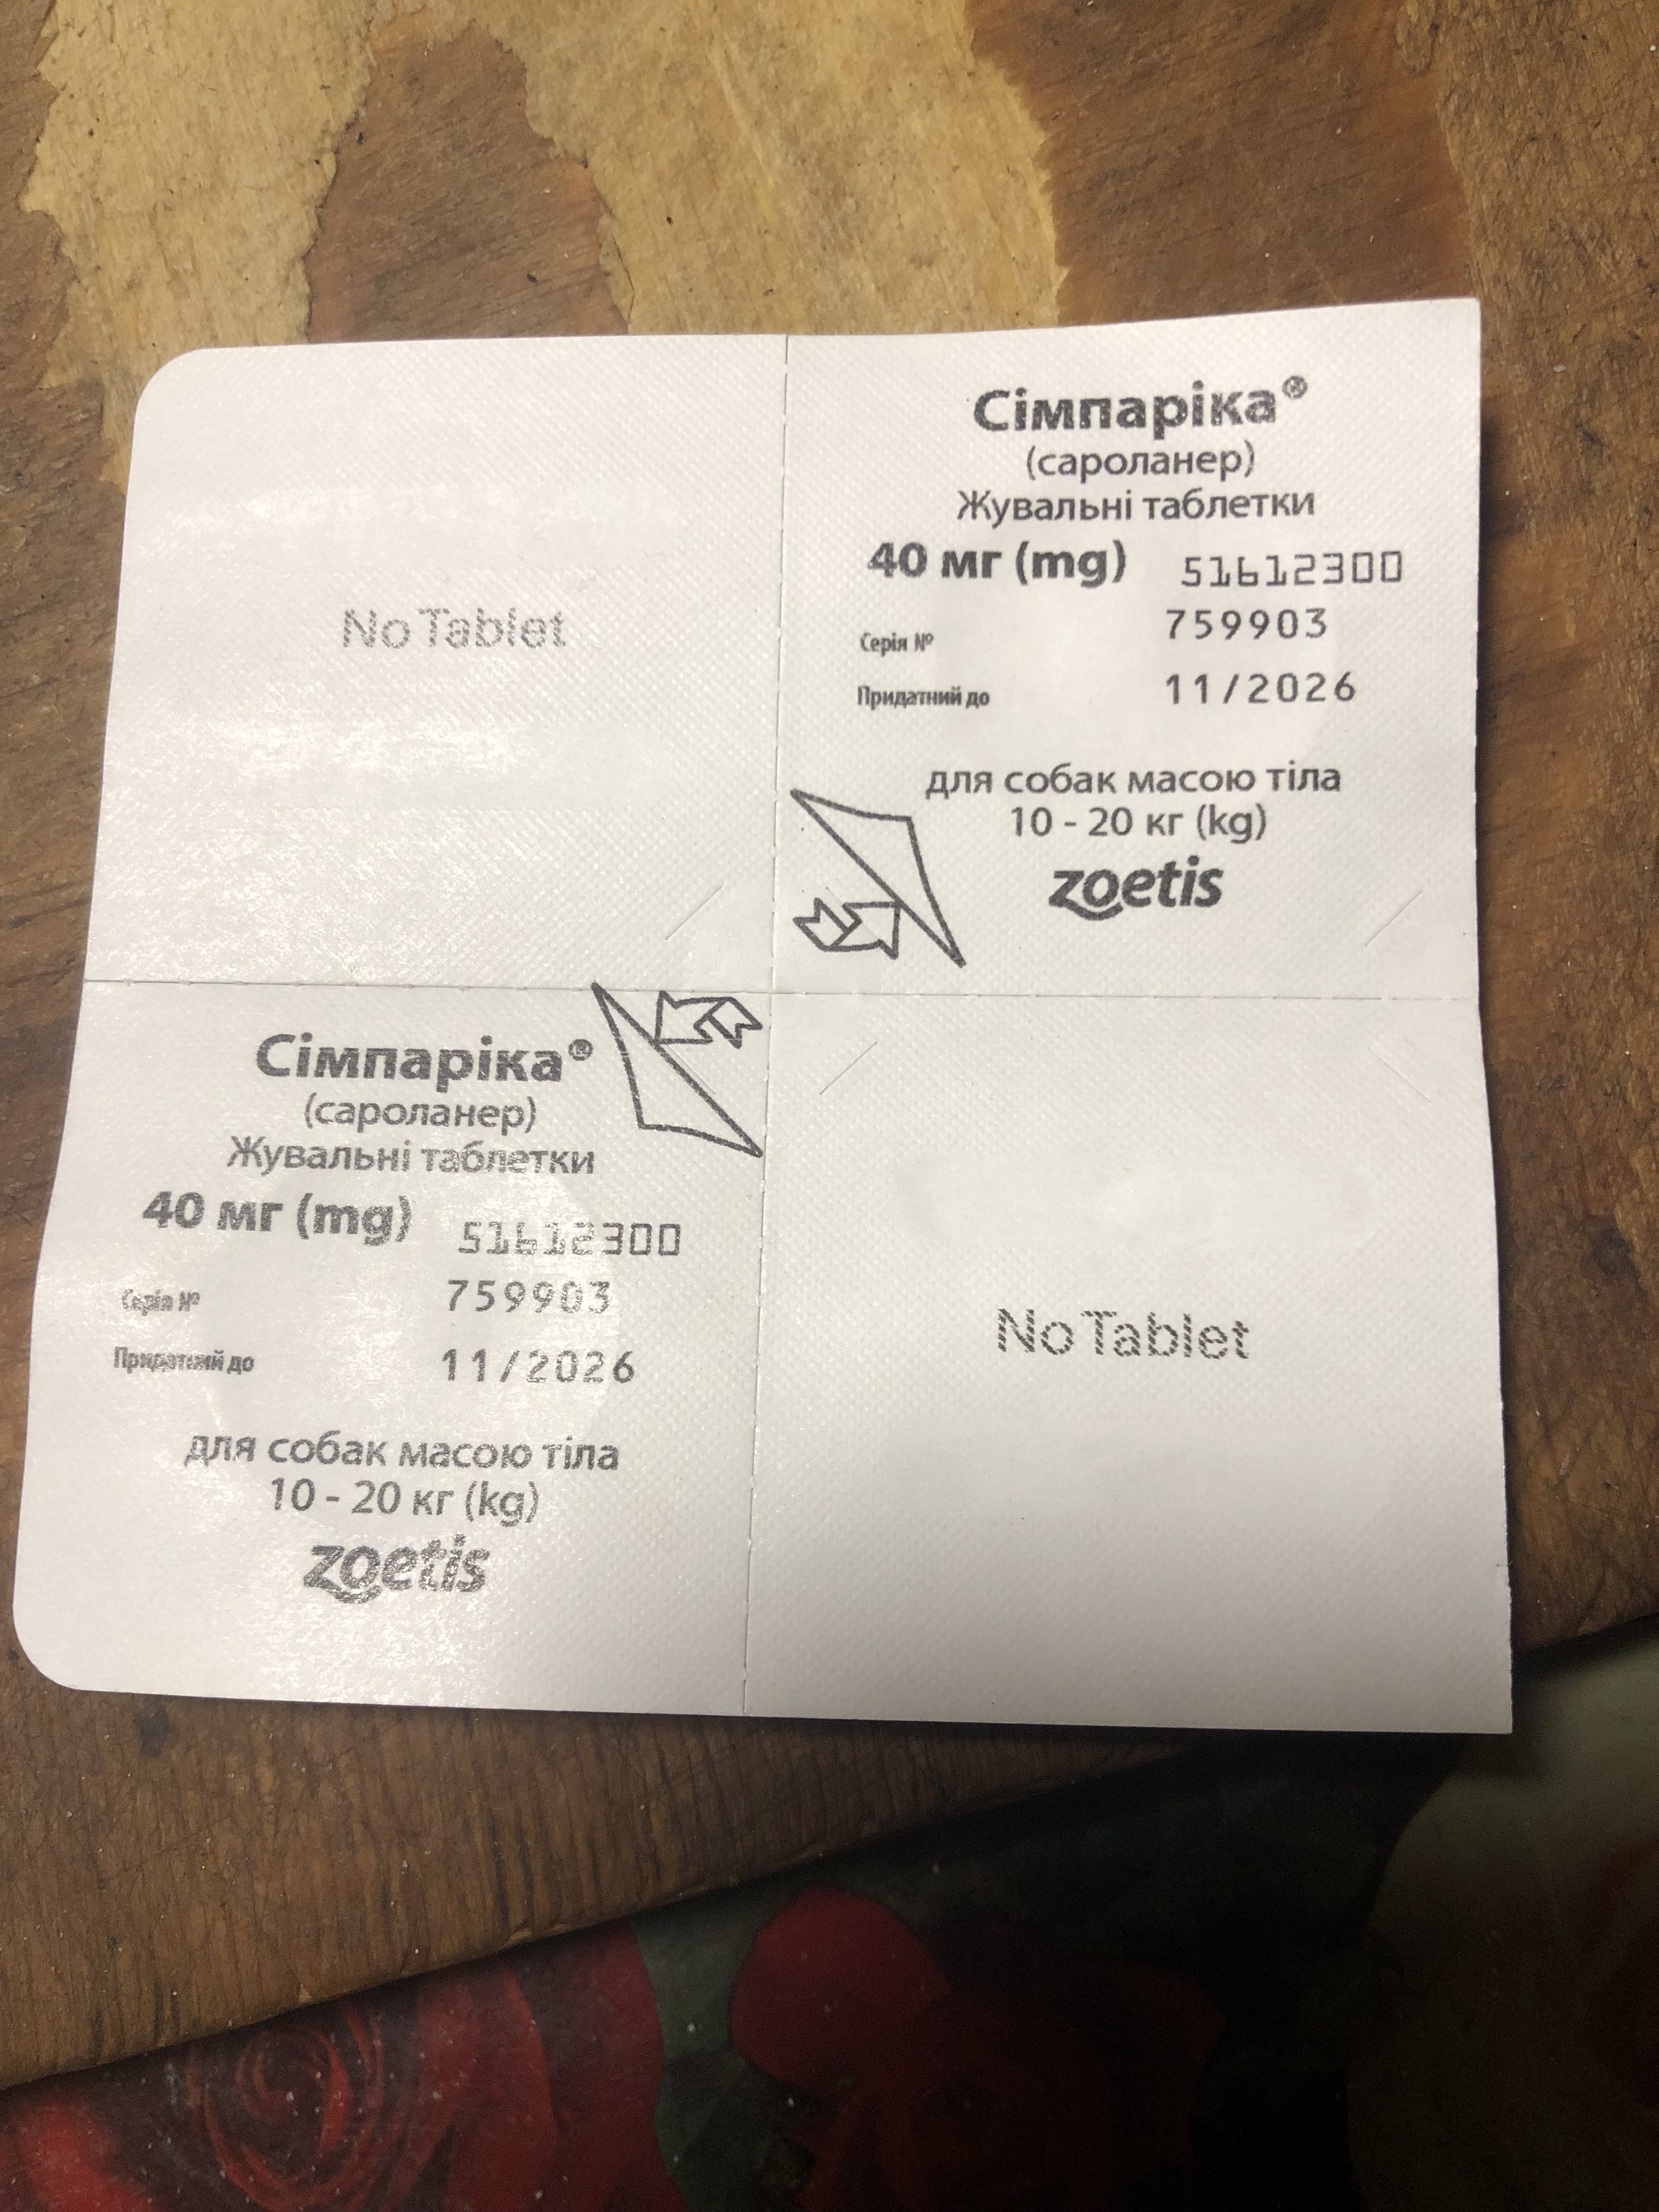 No Tablet
Сімпаріка®
(сароланер)
Жувальні таблетки
40 мг (mg) 51612300
759903
Серія №
Придатний до 11/2026
для собак масою тіла
10 - 20 кг (kg)
zoetis
Сімпаріка®
(сароланер)
Жувальні таблетки
40 мг (mg) 51612300
Серія № 759903
Придатний до 11/2026
для собак масою тіла
10 - 20 кг (kg)
zoetis
No Tablet